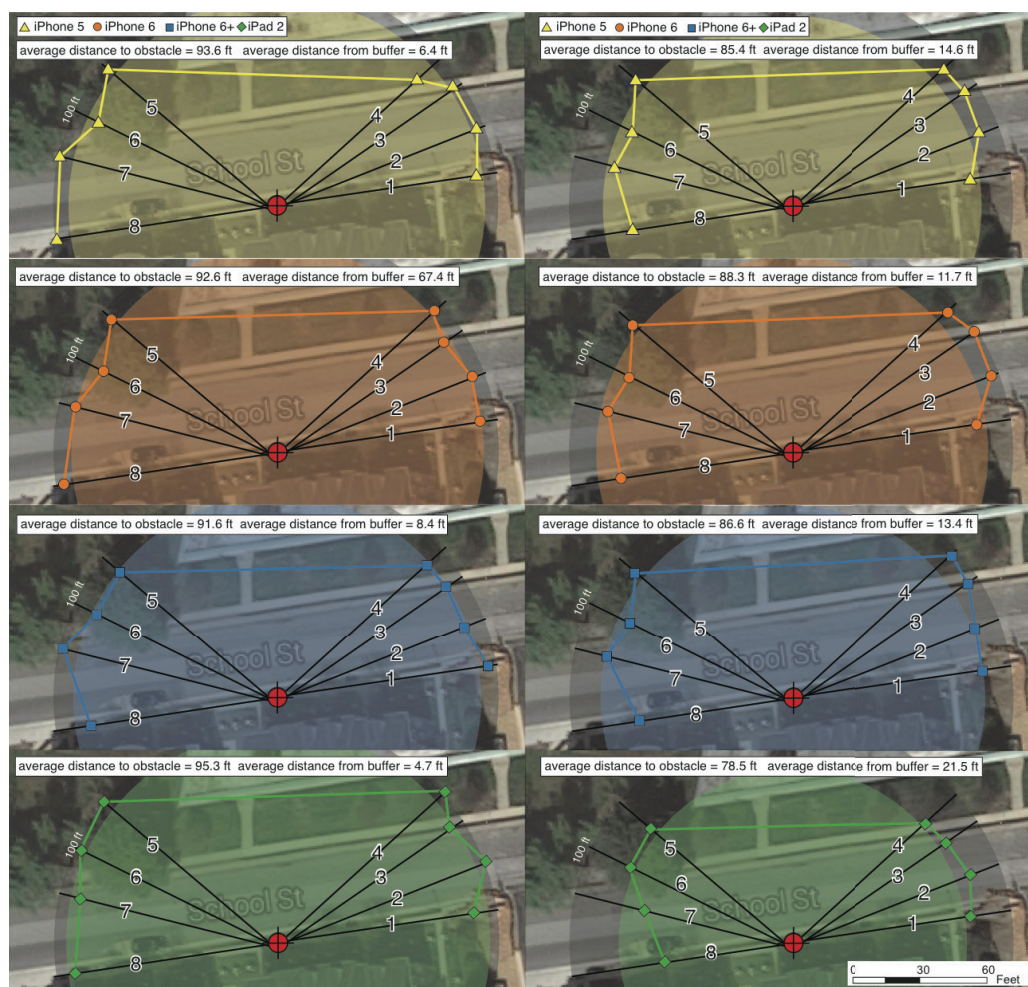 iPhone 5 iPhone 6 iPhone 6+ iPad 2
average distance to obstacle = 93.6 ft average distance from buffer = 6.4 ft
100 ft
5
6
7
8
4
3
2
1
School St
iPhone 5 iPhone 6 iPhone 6+ iPad 2
average distance to obstacle = 85.4 ft average distance from buffer = 14.6 ft
100 ft
5
6
7
8
4
3
2
1
School St
average distance to obstacle = 92.6 ft average distance from buffer = 67.4 ft
100 ft
5
6
7
8
4
3
2
1
School St
average distance to obstacle = 88.3 ft average distance from buffer = 11.7 ft
100 ft
5
6
7
8
4
3
2
1
School St
average distance to obstacle = 91.6 ft average distance from buffer = 8.4 ft
100 ft
5
6
7
8
4
3
2
1
School St
average distance to obstacle = 86.6 ft average distance from buffer = 13.4 ft
100 ft
5
6
7
8
4
3
2
1
School St
average distance to obstacle = 95.3 ft average distance from buffer = 4.7 ft
100 ft
5
6
7
8
4
3
2
1
School St
average distance to obstacle = 78.5 ft average distance from buffer = 21.5 ft
100 ft
5
6
7
8
4
3
2
1
School St
0 30 60
Feet